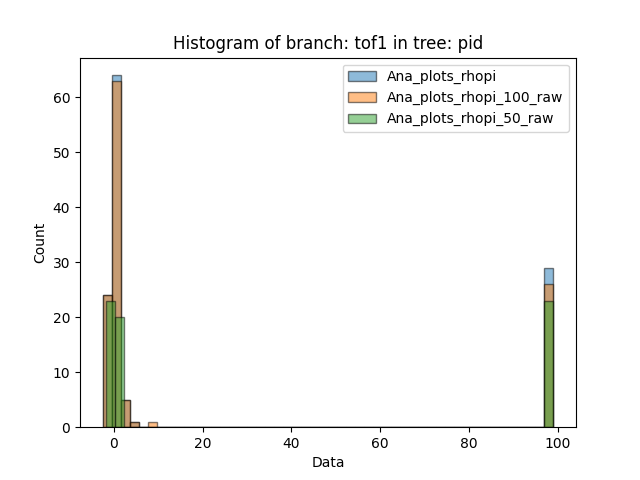 Histogram of branch: tof1 in tree: pid
Ana_plots_rhopi
Ana_plots_rhopi_100_raw
Ana_plots_rhopi_50_raw
60
50
40
30
20
10
0
Count
0 20 40 60 80 100
Data